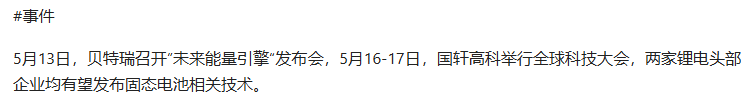 #事件
5月13日，贝特瑞召开“未来能量引擎“发布会，5月16-17日，国轩高科举行全球科技大会，两家锂电头部
企业均有望发布固态电池相关技术。